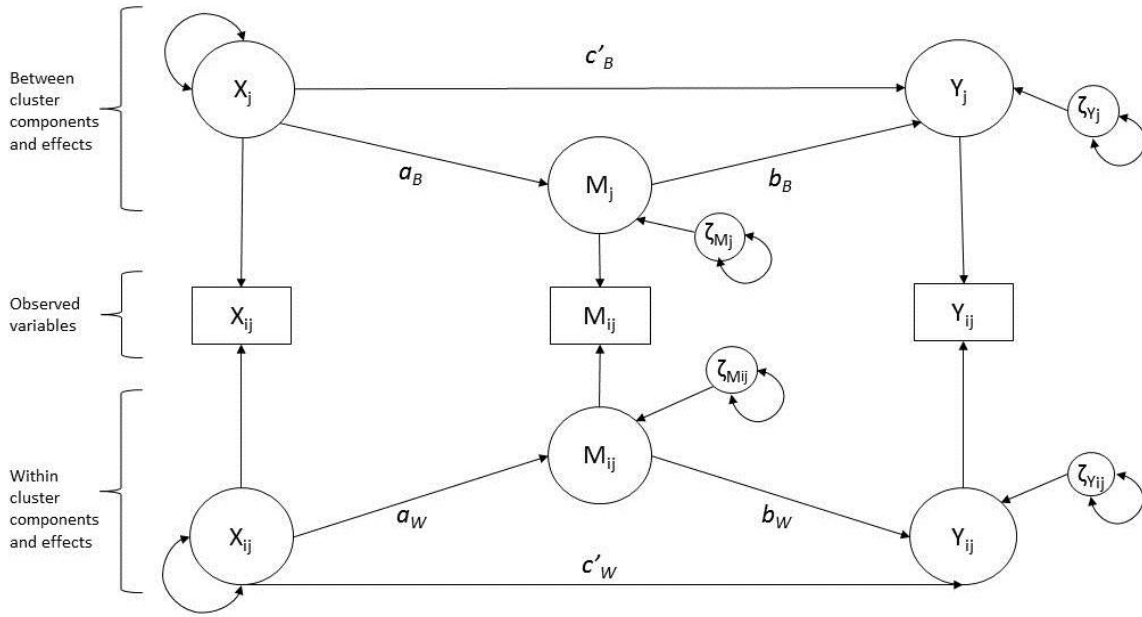 Between
cluster
components
and effects
X_j
c'_B
Y_j
ζ_Yj
a_B
M_j
b_B
ζ_Mj
Observed
variables
X_ij
M_ij
Y_ij
ζ_Mij
Within
cluster
components
and effects
M_ij
ζ_Yij
X_ij
a_W
b_W
Y_ij
c'_W